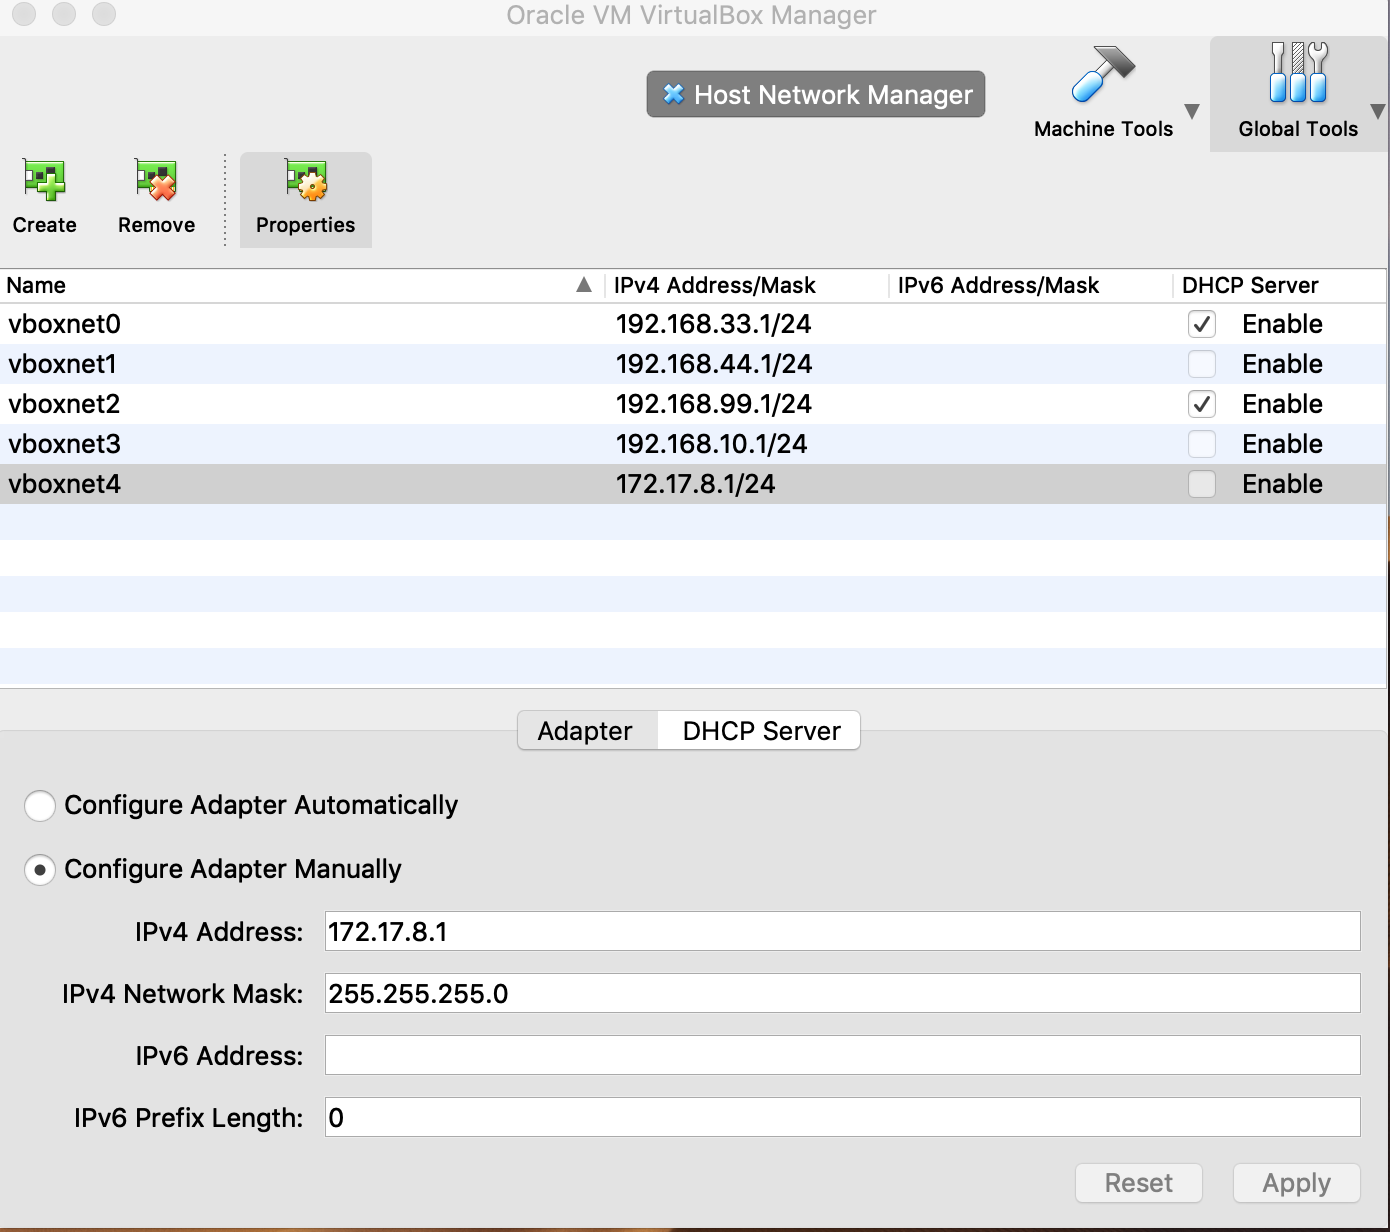 Oracle VM VirtualBox Manager
Host Network Manager
Machine Tools
Global Tools
Create
Remove
Properties
Name IPv4 Address/Mask IPv6 Address/Mask DHCP Server
vboxnet0 192.168.33.1/24 Enable
vboxnet1 192.168.44.1/24 Enable
vboxnet2 192.168.99.1/24 Enable
vboxnet3 192.168.10.1/24 Enable
vboxnet4 172.17.8.1/24 Enable
Adapter DHCP Server
Configure Adapter Automatically
Configure Adapter Manually
IPv4 Address: 172.17.8.1
IPv4 Network Mask: 255.255.255.0
IPv6 Address:
IPv6 Prefix Length: 0
Reset Apply